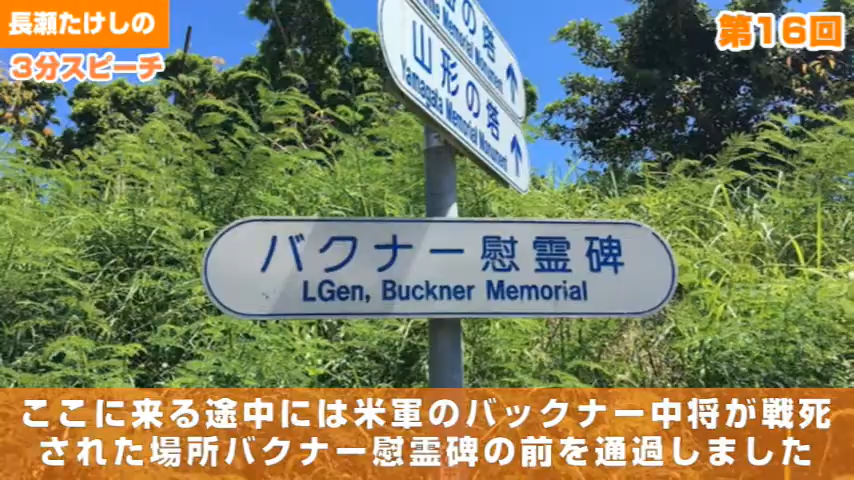 長瀬たけしの
3分スピーチ
第16回
の塔
Memorial Monument
山形の塔
Yamagata Memorial Monument
バクナー慰霊碑
LGen, Buckner Memorial
ここに来る途中には米軍のバックナー中将が戦死
された場所バクナー慰霊碑の前を通過しました